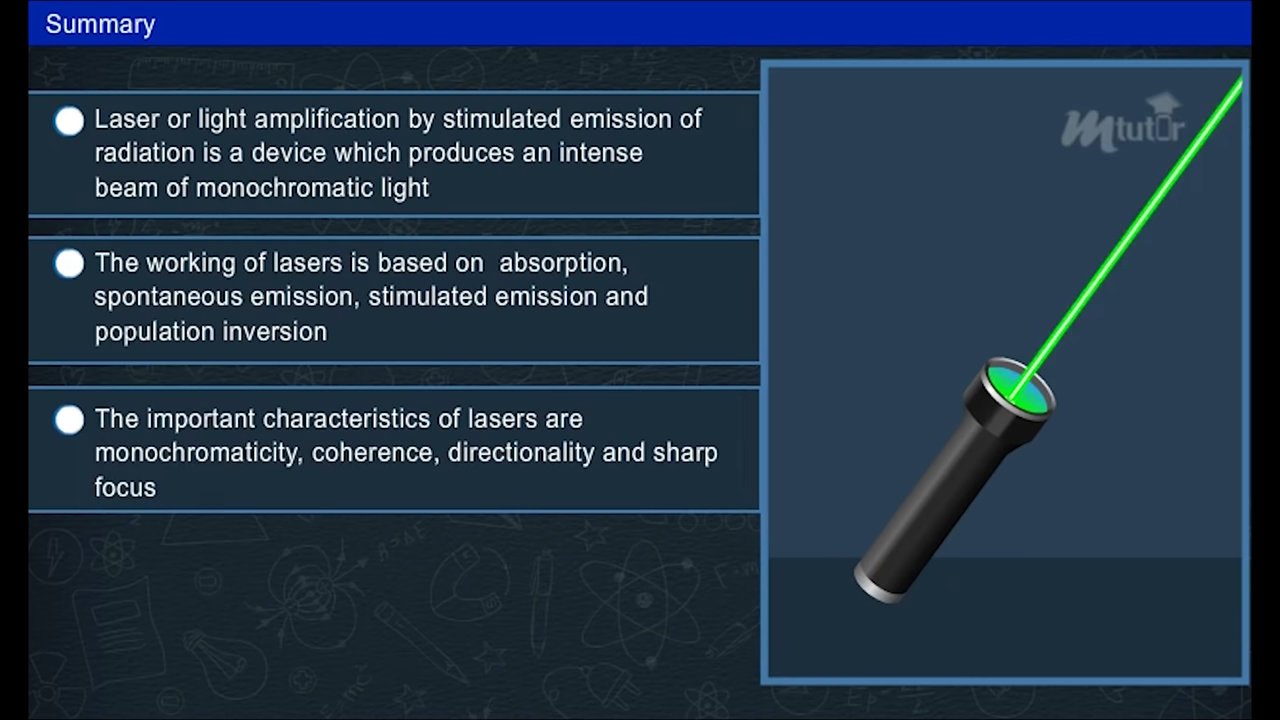 Summary
Laser or light amplification by stimulated emission of
radiation is a device which produces an intense
beam of monochromatic light
The working of lasers is based on  absorption,
spontaneous emission, stimulated emission and
population inversion
The important characteristics of lasers are
monochromaticity, coherence, directionality and sharp
focus
mtutor